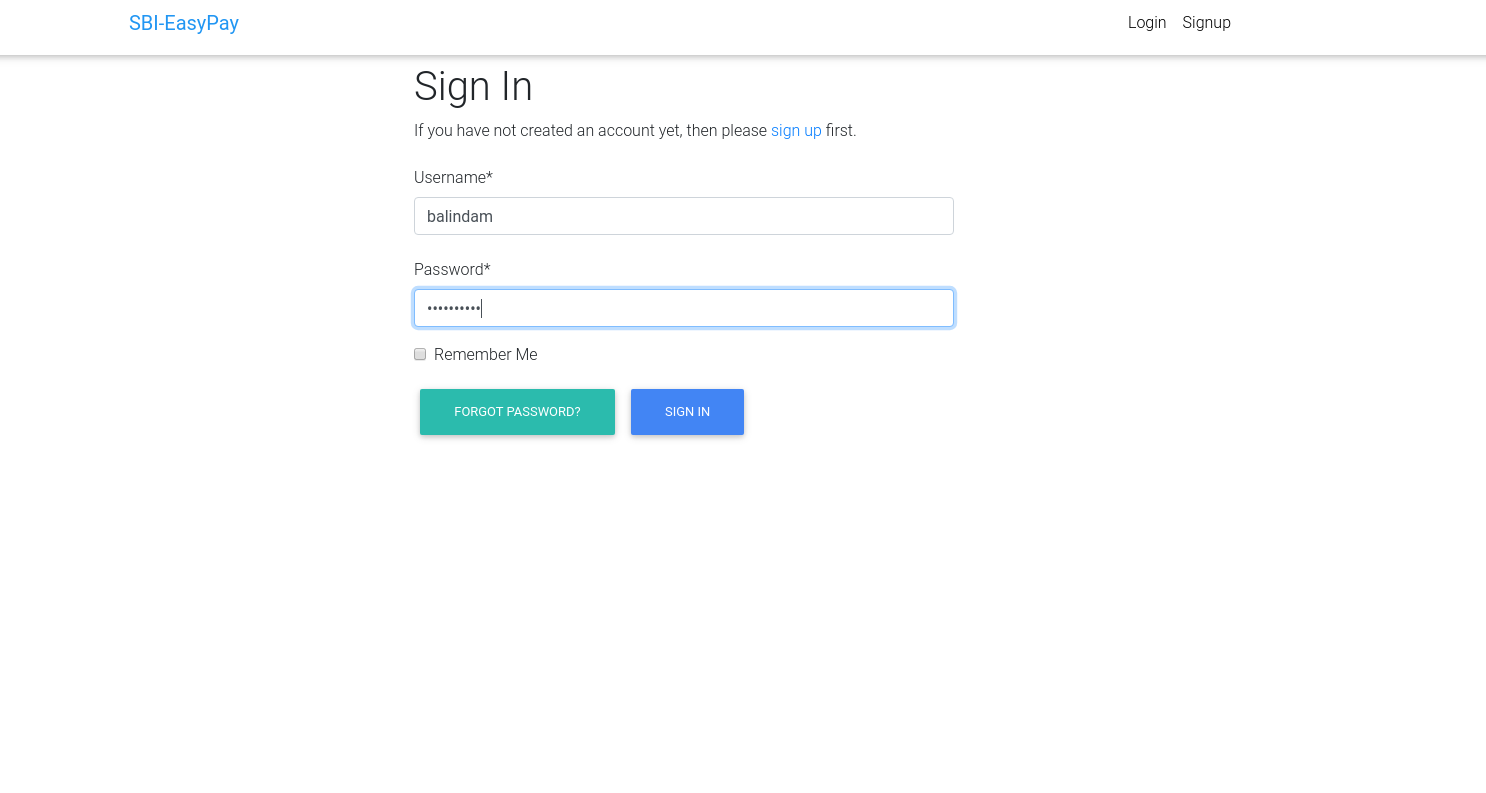 SBI-EasyPay Login Signup
Sign In
If you have not created an account yet, then please sign up first.
Username*
balindam
Password*
••••••••••
Remember Me
FORGOT PASSWORD? SIGN IN